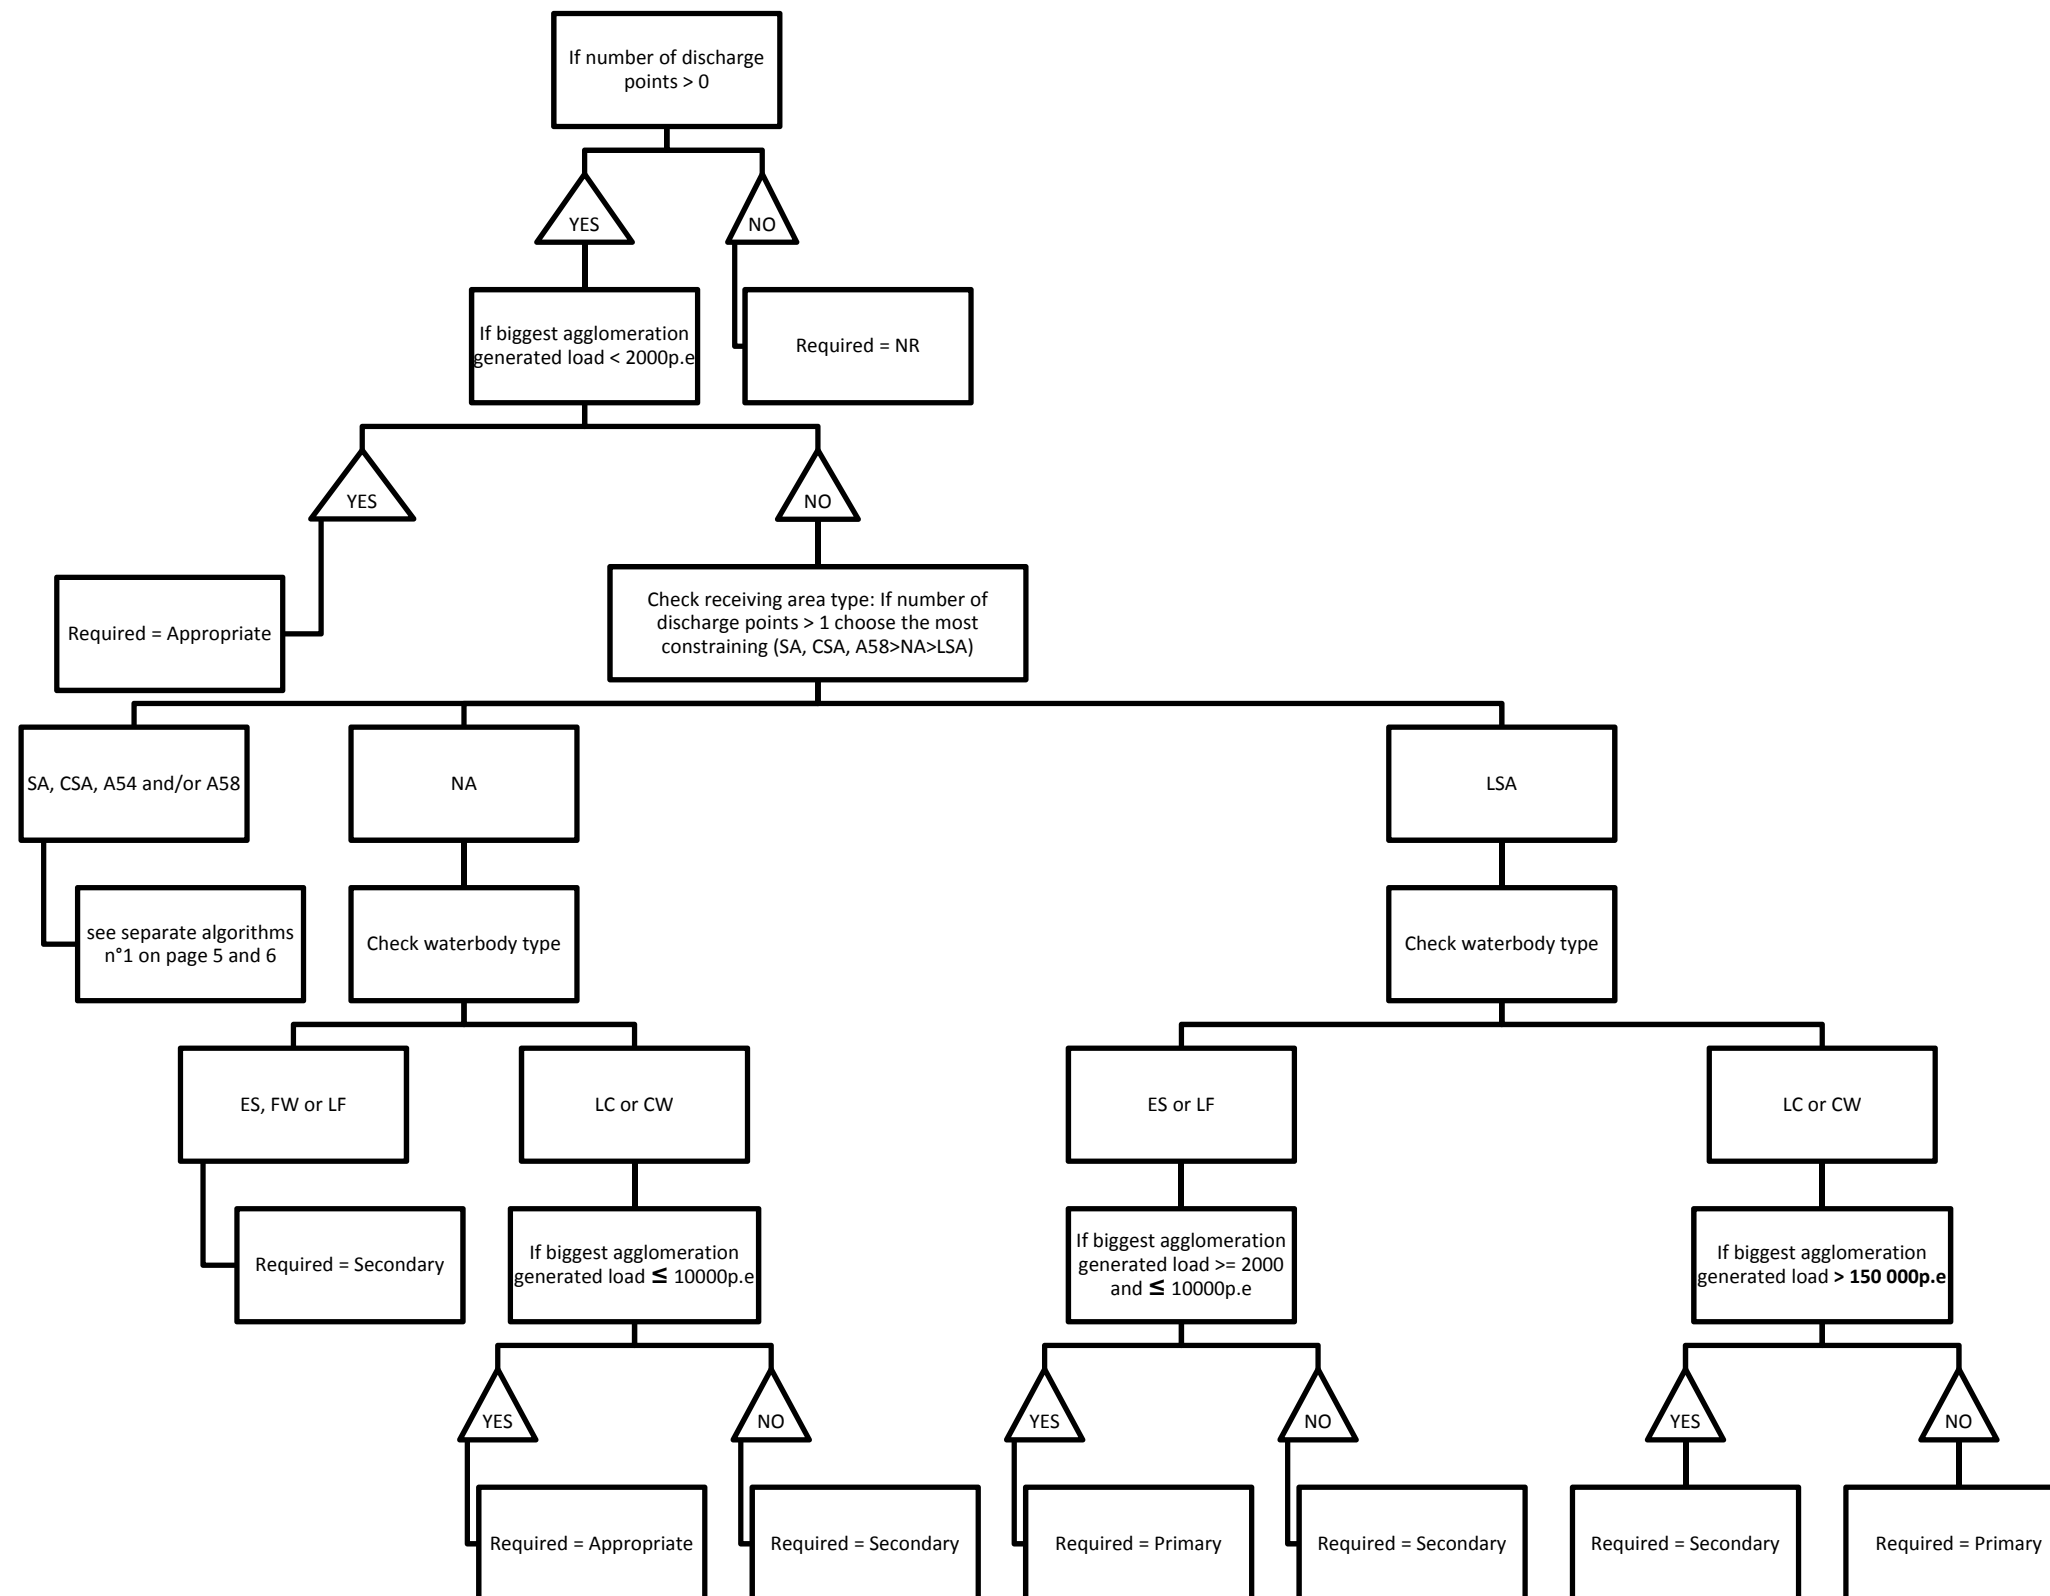 If number of discharge
points > 0
YES
NO
If biggest agglomeration
generated load < 2000p.e
Required = NR
YES
NO
Required = Appropriate
Check receiving area type: If number of
discharge points > 1 choose the most
constraining (SA, CSA, A58>NA>LSA)
SA, CSA, A54 and/or A58
NA
LSA
see separate algorithms
n°1 on page 5 and 6
Check waterbody type
Check waterbody type
ES, FW or LF
LC or CW
ES or LF
LC or CW
Required = Secondary
If biggest agglomeration
generated load ≤ 10000p.e
If biggest agglomeration
generated load >= 2000
and ≤ 10000p.e
If biggest agglomeration
generated load > 150 000p.e
YES
NO
YES
NO
YES
NO
Required = Appropriate
Required = Secondary
Required = Primary
Required = Secondary
Required = Secondary
Required = Primary